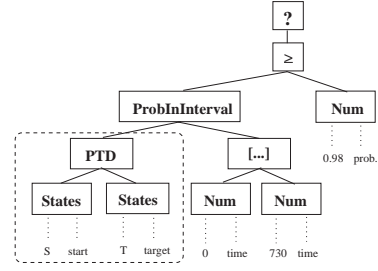 ?
≥
ProbInInterval Num
PTD [...] 0.98 prob.
States States Num Num
S start T target 0 time 730 time